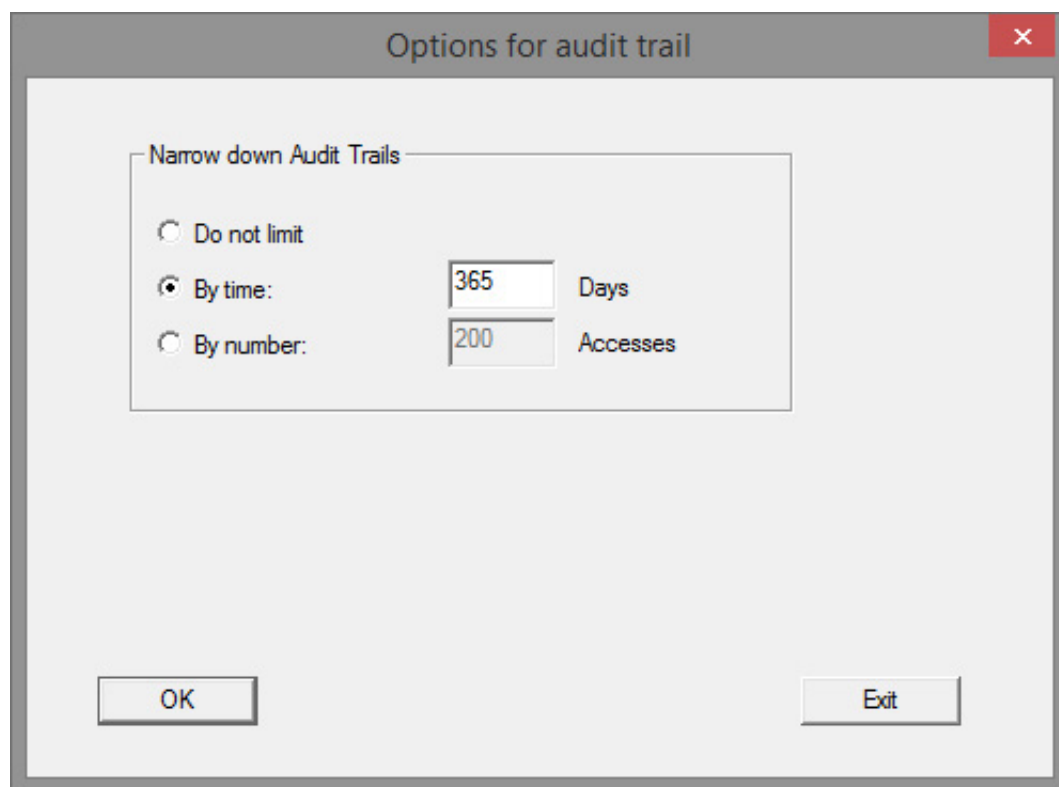 Options for audit trail
Narrow down Audit Trails
Do not limit
By time: 365 Days
By number: 200 Accesses
OK Exit